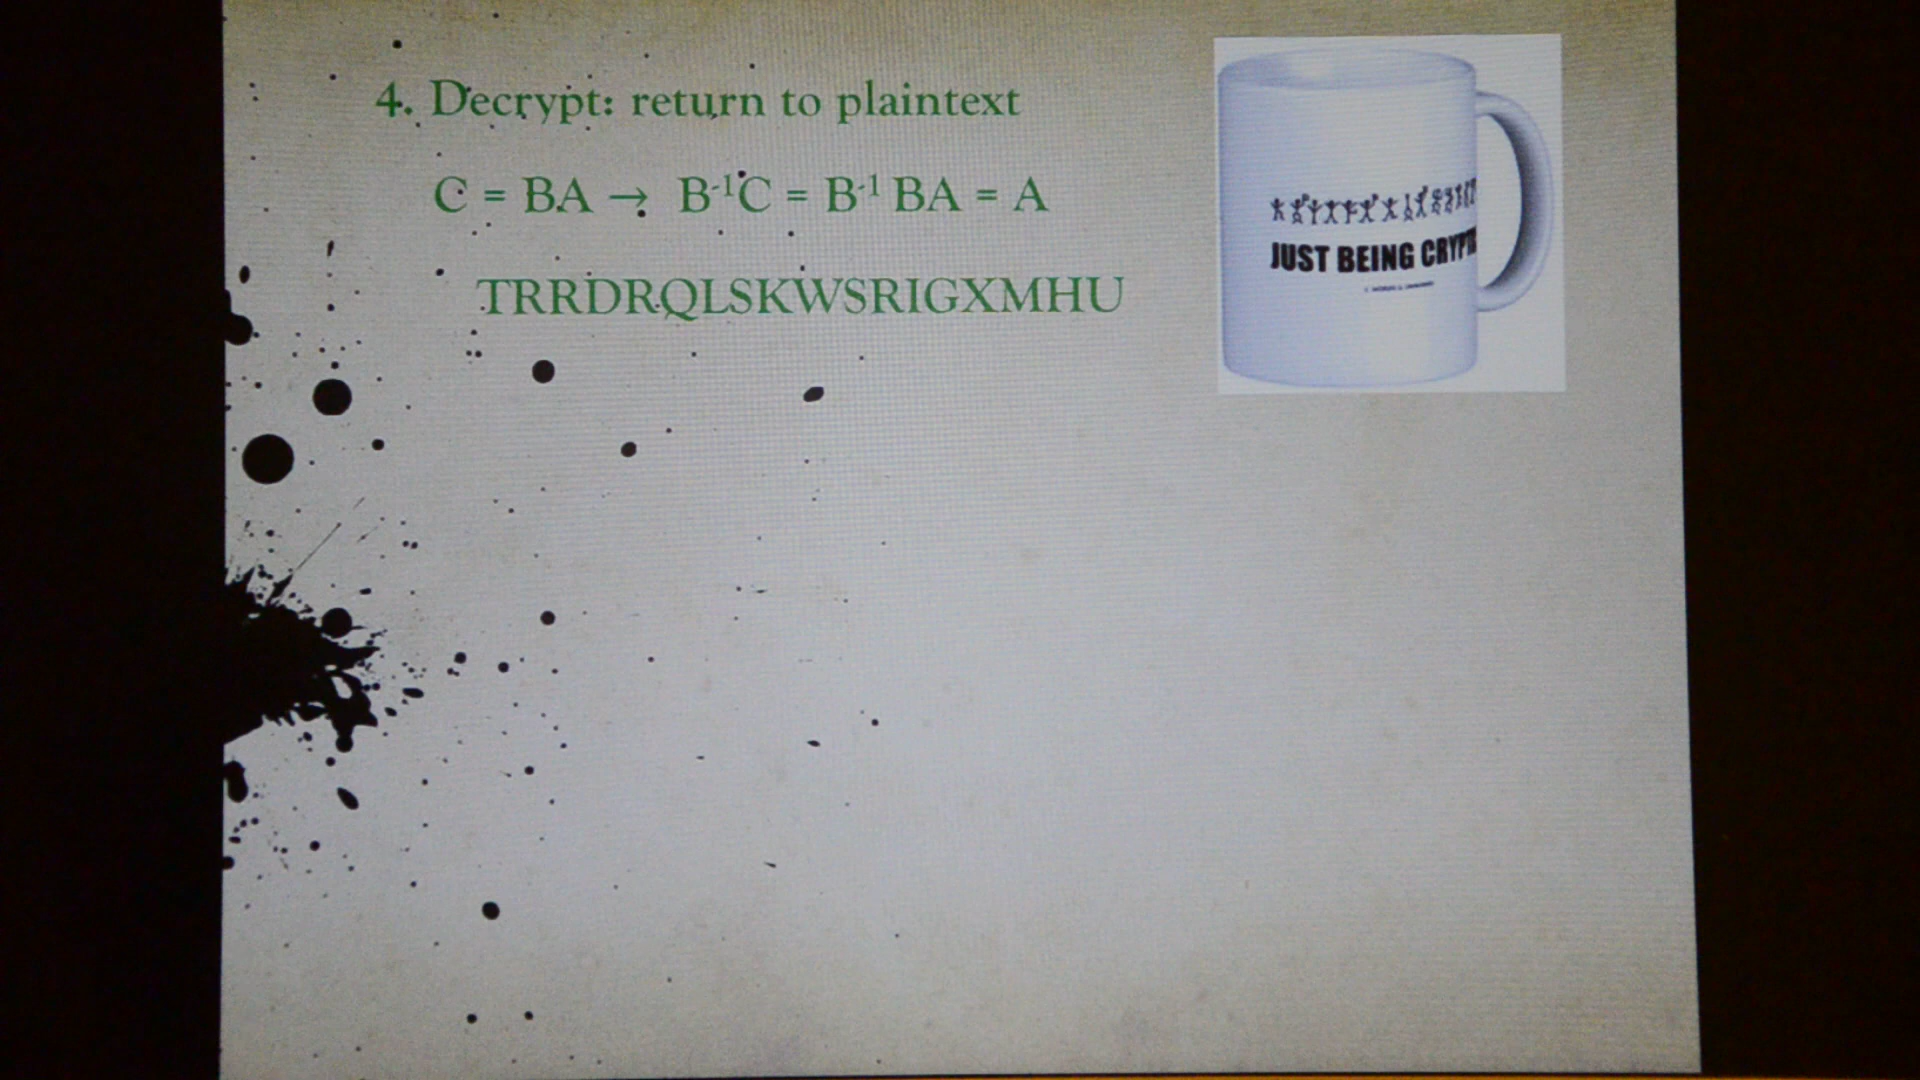 4. Decrypt: return to plaintext
C = BA → B⁻¹C = B⁻¹ BA = A
TRRDRQLSKWSRIGXMHU
JUST BEING CRYPT